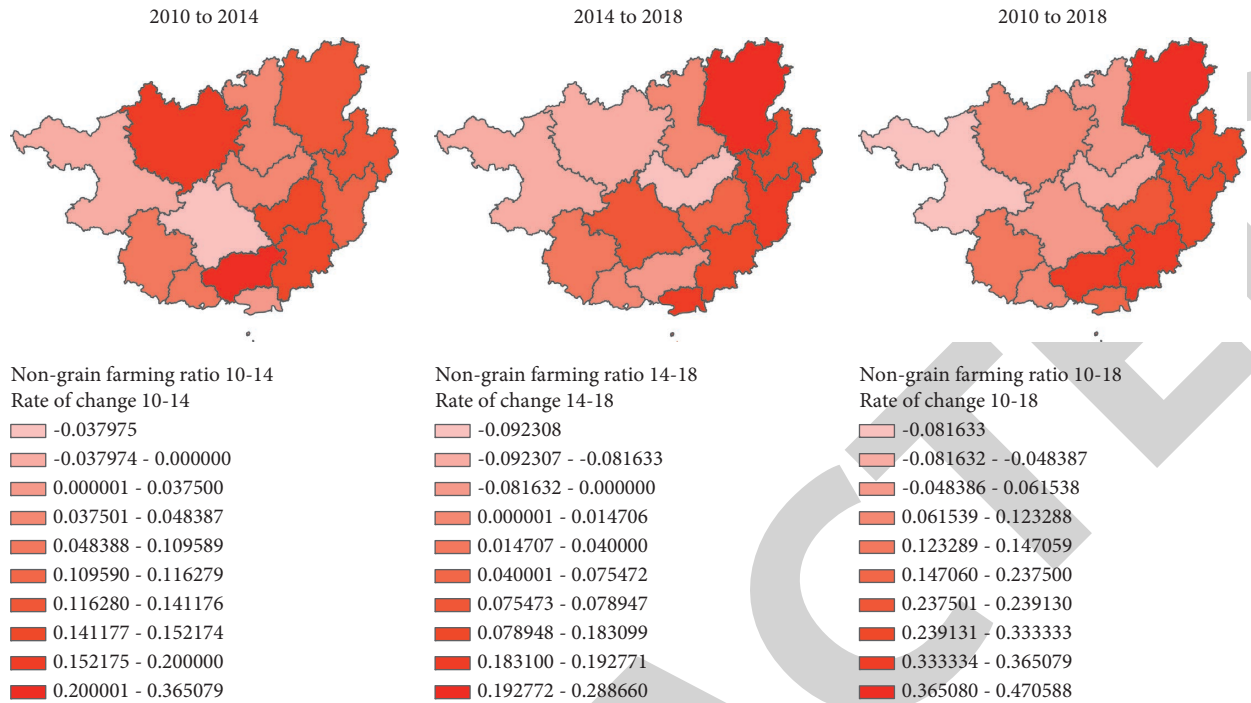 2010 to 2014
2014 to 2018
2010 to 2018
Non-grain farming ratio 10-14
Rate of change 10-14
-0.037975
-0.037974 - 0.000000
0.000001 - 0.037500
0.037501 - 0.048387
0.048388 - 0.109589
0.109590 - 0.116279
0.116280 - 0.141176
0.141177 - 0.152174
0.152175 - 0.200000
0.200001 - 0.365079
Non-grain farming ratio 14-18
Rate of change 14-18
-0.092308
-0.092307 - -0.081633
-0.081632 - 0.000000
0.000001 - 0.014706
0.014707 - 0.040000
0.040001 - 0.075472
0.075473 - 0.078947
0.078948 - 0.183099
0.183100 - 0.192771
0.192772 - 0.288660
Non-grain farming ratio 10-18
Rate of change 10-18
-0.081633
-0.081632 - -0.048387
-0.048386 - 0.061538
0.061539 - 0.123288
0.123289 - 0.147059
0.147060 - 0.237500
0.237501 - 0.239130
0.239131 - 0.333333
0.333334 - 0.365079
0.365080 - 0.470588